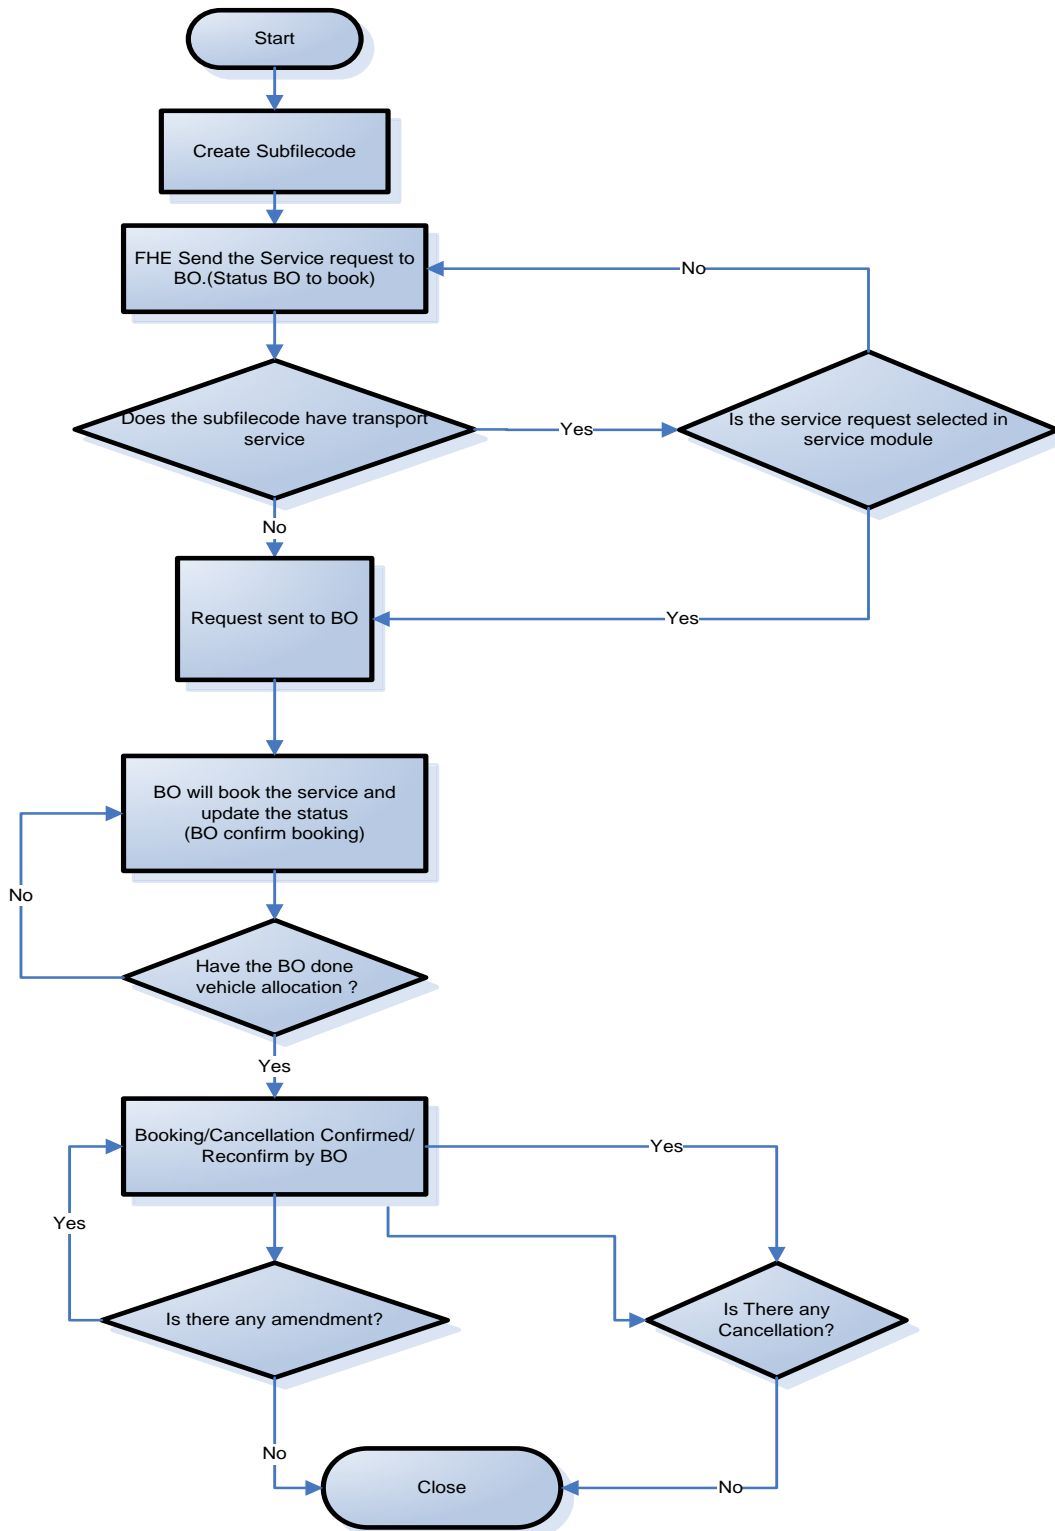 Start
Create Subfilecode
FHE Send the Service request to
BO.(Status BO to book)
No
Does the subfilecode have transport
service
Yes
Is the service request selected in
service module
No
Request sent to BO
Yes
BO will book the service and
update the status
(BO confirm booking)
No
Have the BO done
vehicle allocation ?
Yes
Booking/Cancellation Confirmed/
Reconfirm by BO
Yes
Yes
Is there any amendment?
Is There any
Cancellation?
No
Close
No